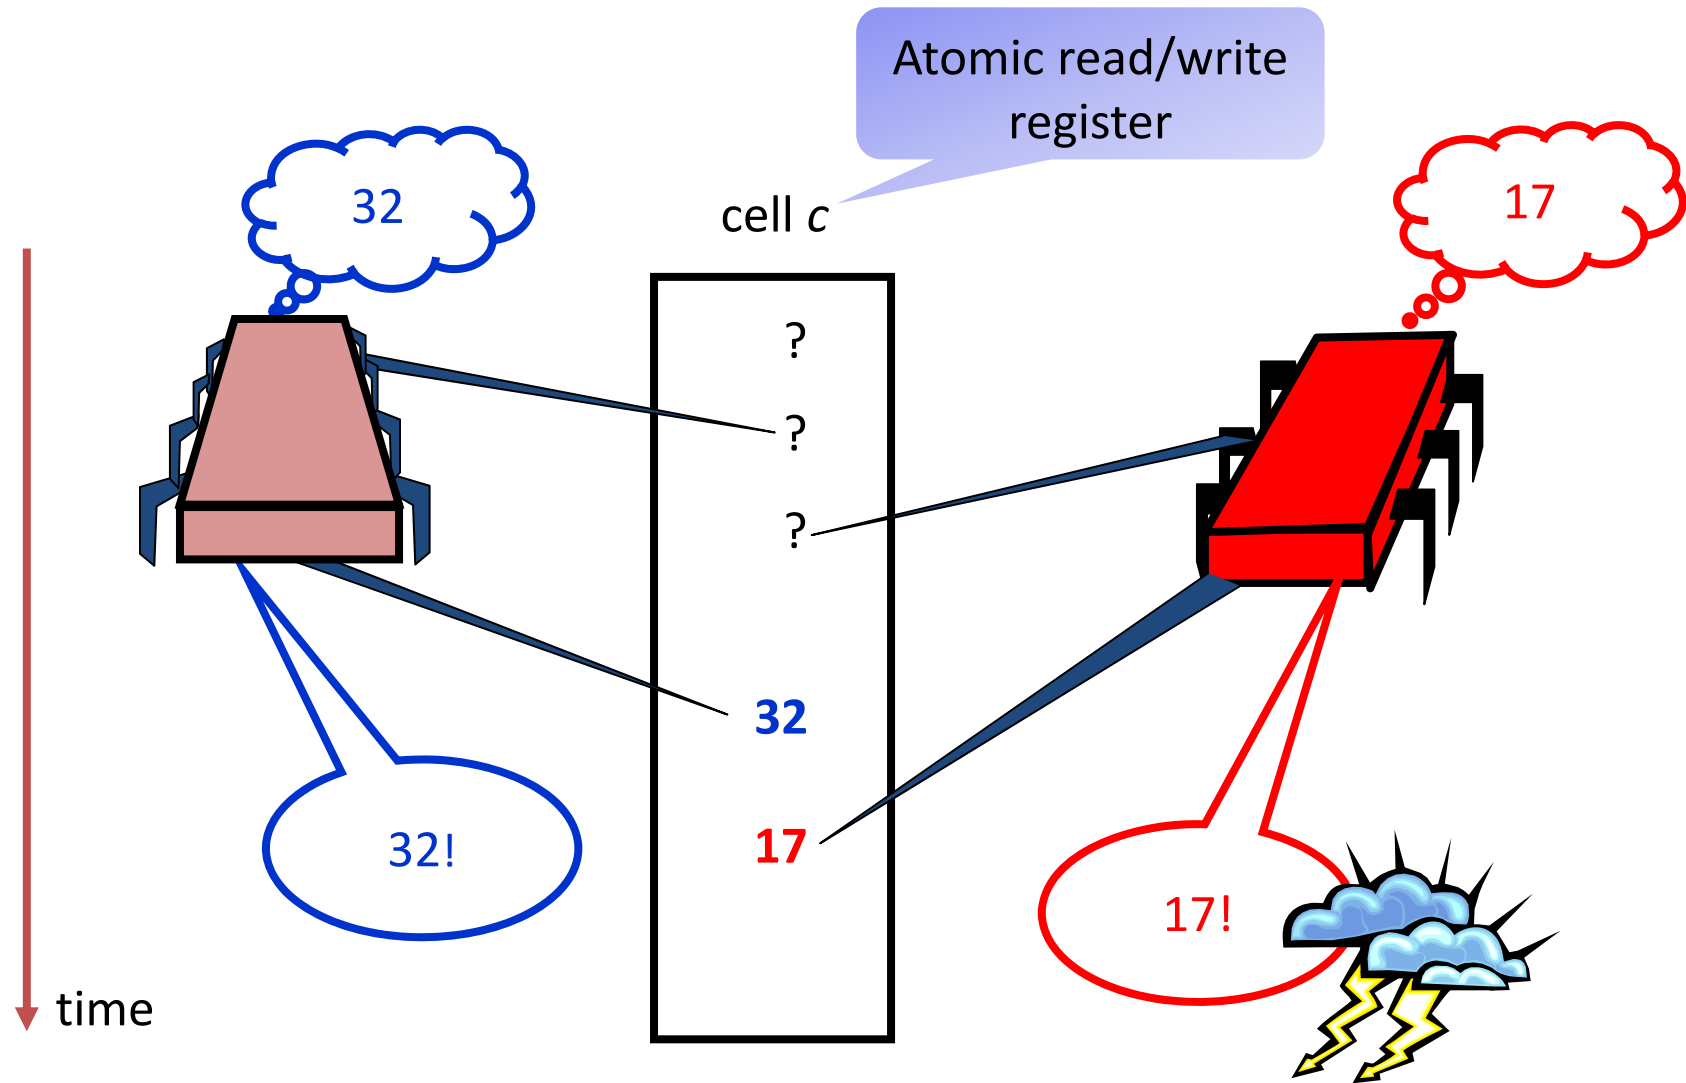 Atomic read/write
register
32
cell c
17
?
?
?
32
17
32!
17!
time